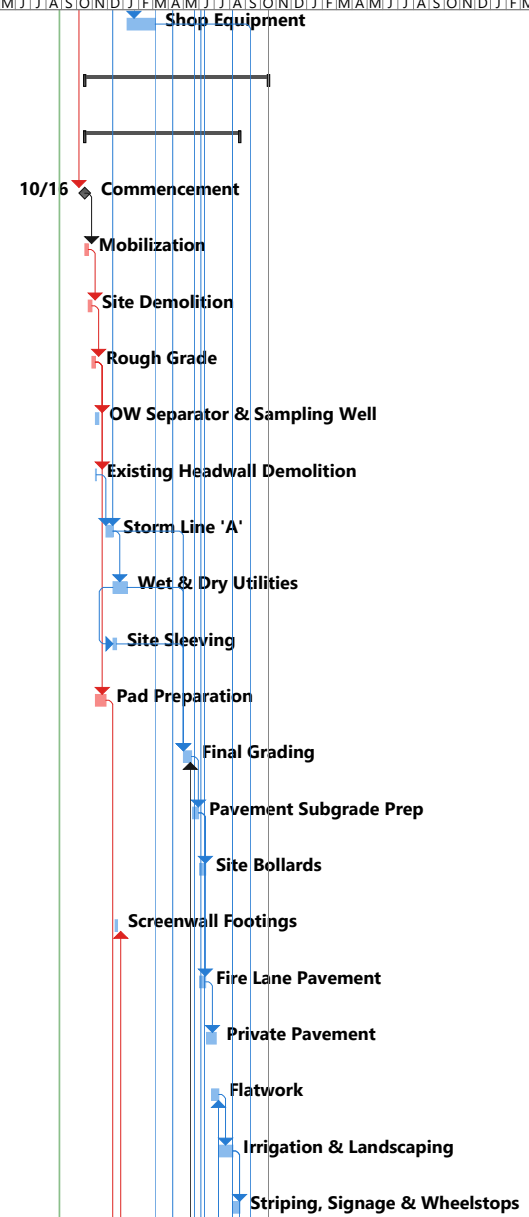 M J J A S O N D J F M A M J J A S O N D J F M A M J J A S O N D J F M
Shop Equipment
10/16 Commencement
Mobilization
Site Demolition
Rough Grade
OW Separator & Sampling Well
Existing Headwall Demolition
Storm Line 'A'
Wet & Dry Utilities
Site Sleeving
Pad Preparation
Final Grading
Pavement Subgrade Prep
Site Bollards
Screenwall Footings
Fire Lane Pavement
Private Pavement
Flatwork
Irrigation & Landscaping
Striping, Signage & Wheelstops